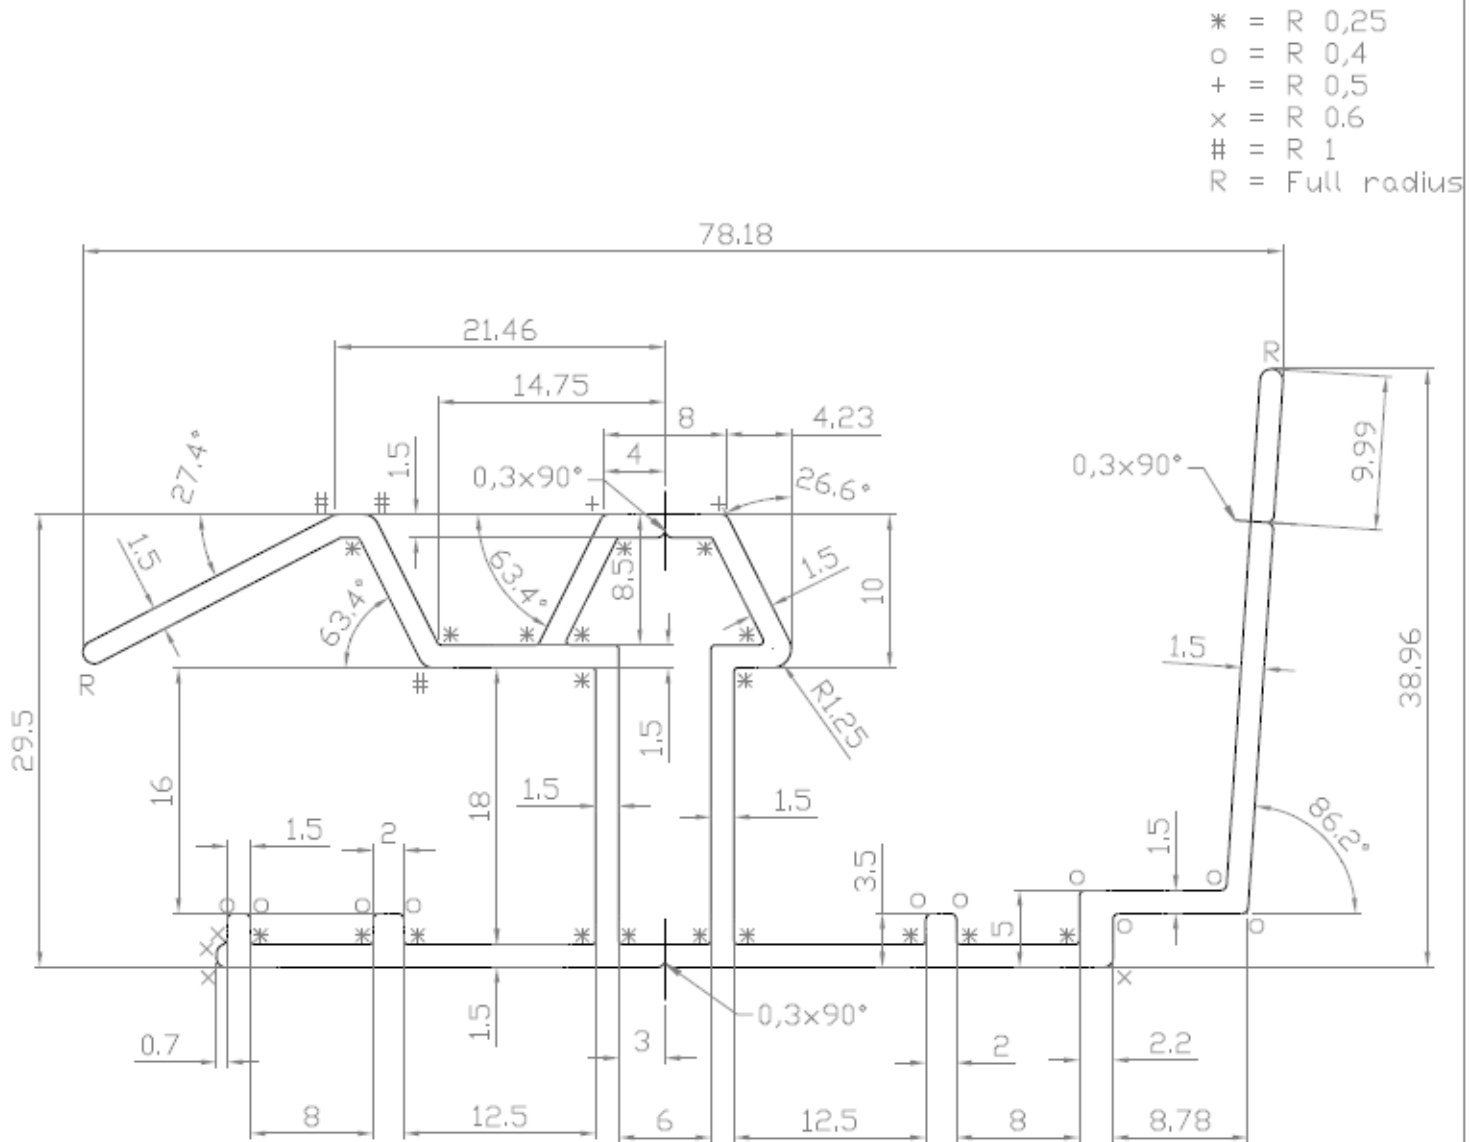 * = R 0,25
o = R 0,4
+ = R 0,5
x = R 0.6
# = R 1
R = Full radius
78.18
21.46
14.75
8
4.23
R
4
1.5
27.4°
0,3x90°
26.6°
0,3x90°
9.99
# #
+ +
1.5
*
* *
63.4°
8.5
1.5
10
63.4°
* * * *
R
#
* *
R1.25
1.5
1.5
38.96
29.5
16
18
1.5
1.5
86.2°
1.5
2
3.5
1.5
o o o o
o o
o o
5
o o
x x
* * * * * * * * *
x
x
0.7
1.5
3
0,3x90°
2
2.2
8
12.5
6
12.5
8
8.78